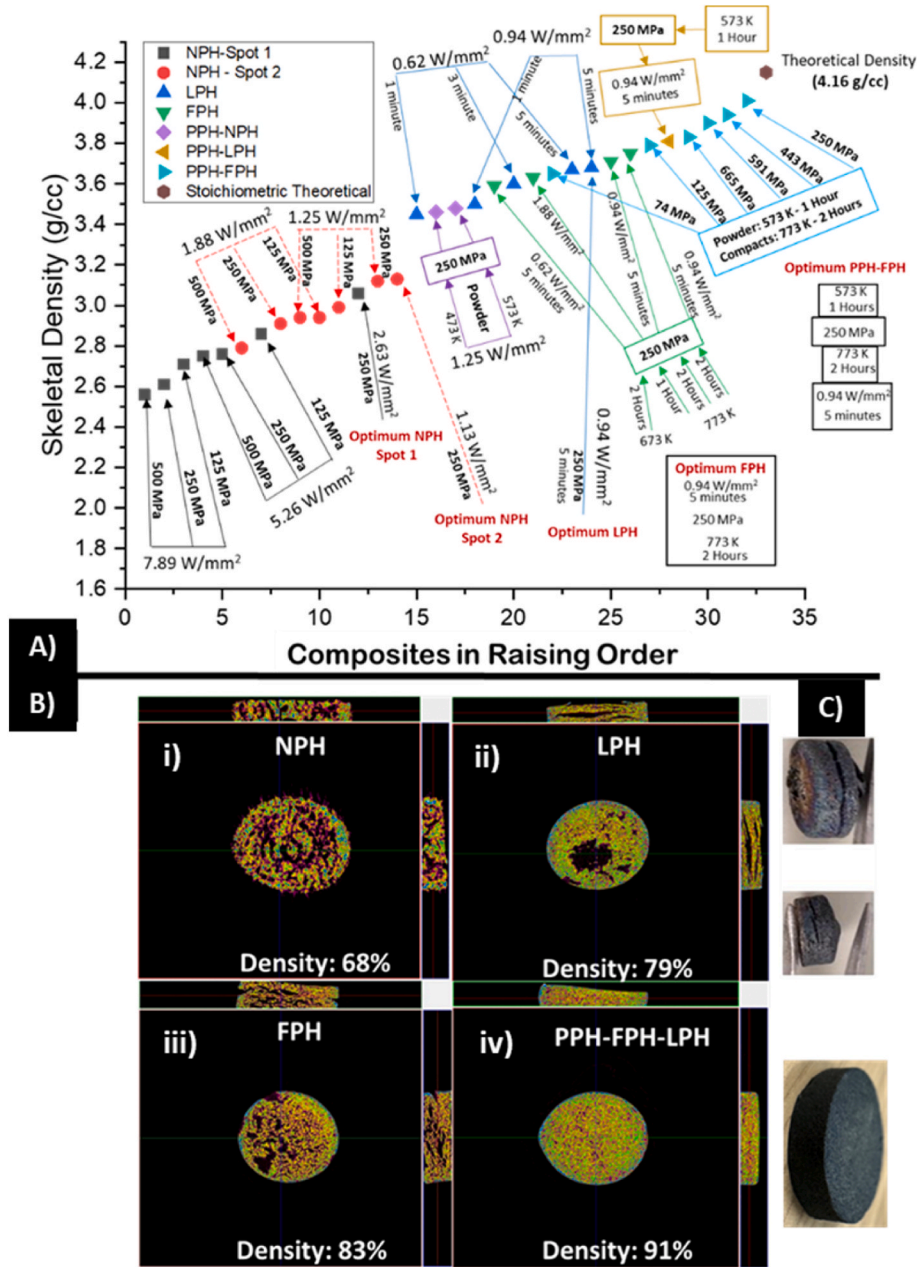 4.2
4.0
3.8
3.6
3.4
3.2
3.0
2.8
2.6
2.4
2.2
2.0
1.8
1.6
Skeletal Density (g/cc)
NPH-Spot 1
NPH - Spot 2
LPH
FPH
PPH-NPH
PPH-LPH
PPH-FPH
Stoichiometric Theoretical
0.62 W/mm²
0.94 W/mm²
1 minute
3 minute
5 minutes
5 minutes
250 MPa
573 K
1 Hour
0.94 W/mm²
5 minutes
Theoretical Density
(4.16 g/cc)
1.88 W/mm²
1.25 W/mm²
500 MPa
250 MPa
125 MPa
500 MPa
125 MPa
250 MPa
250 MPa
Powder
473K
573K
1.25 W/mm²
2.63 W/mm²
250 MPa
Optimum NPH
Spot 1
500 MPa
250 MPa
125 MPa
7.89 W/mm²
500 MPa
250 MPa
125 MPa
5.26 W/mm²
1.13 W/mm²
250 MPa
Optimum NPH
Spot 2
0.94 W/mm²
250 MPa
5 minutes
Optimum LPH
0.62 W/mm²
5 minutes
1.88 W/mm²
0.94 W/mm²
5 minutes
0.94 W/mm²
5 minutes
250 MPa
2 Hours
1 Hour
2 Hours
2 Hours
673 K
773K
74 MPa
125 MPa
665 MPa
591 MPa
443 MPa
250 MPa
Powder: 573 K- 1 Hour
Compacts: 773K - 2 Hours
Optimum PPH-FPH
573 K
1 Hours
250 MPa
773 K
2 Hours
0.94 W/mm²
5 minutes
Optimum FPH
0.94 W/mm²
5 minutes
250 MPa
773 K
2 Hours
0 5 10 15 20 25 30 35
Composites in Raising Order
A)
B)
C)
i)
NPH
Density: 68%
ii)
LPH
Density: 79%
iii)
FPH
Density: 83%
iv)
PPH-FPH-LPH
Density: 91%